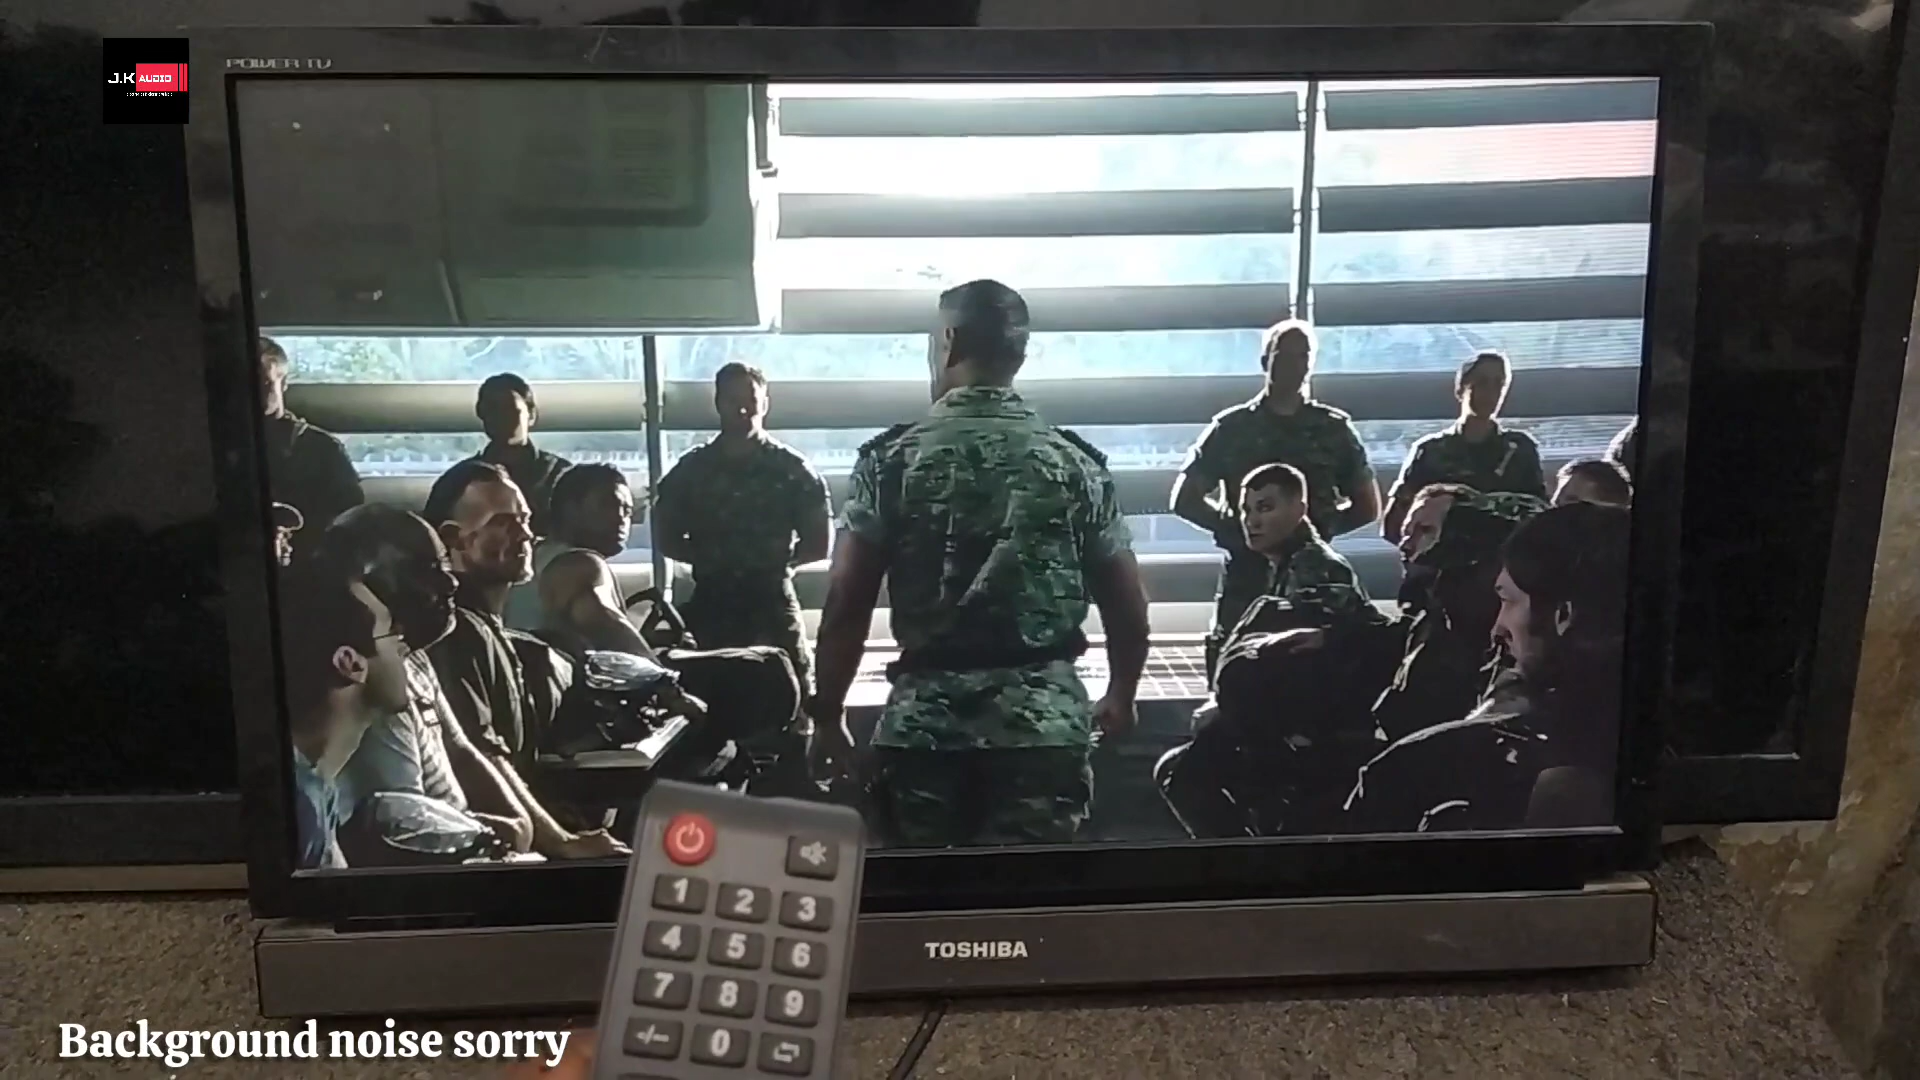 J.K AUDIO
POWER TV
TOSHIBA
1 2 3
4 5 6
7 8 9
-/-- 0
Background noise sorry